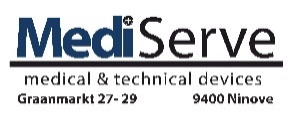 MediServe
medical & technical devices
Graanmarkt 27-29 9400 Ninove